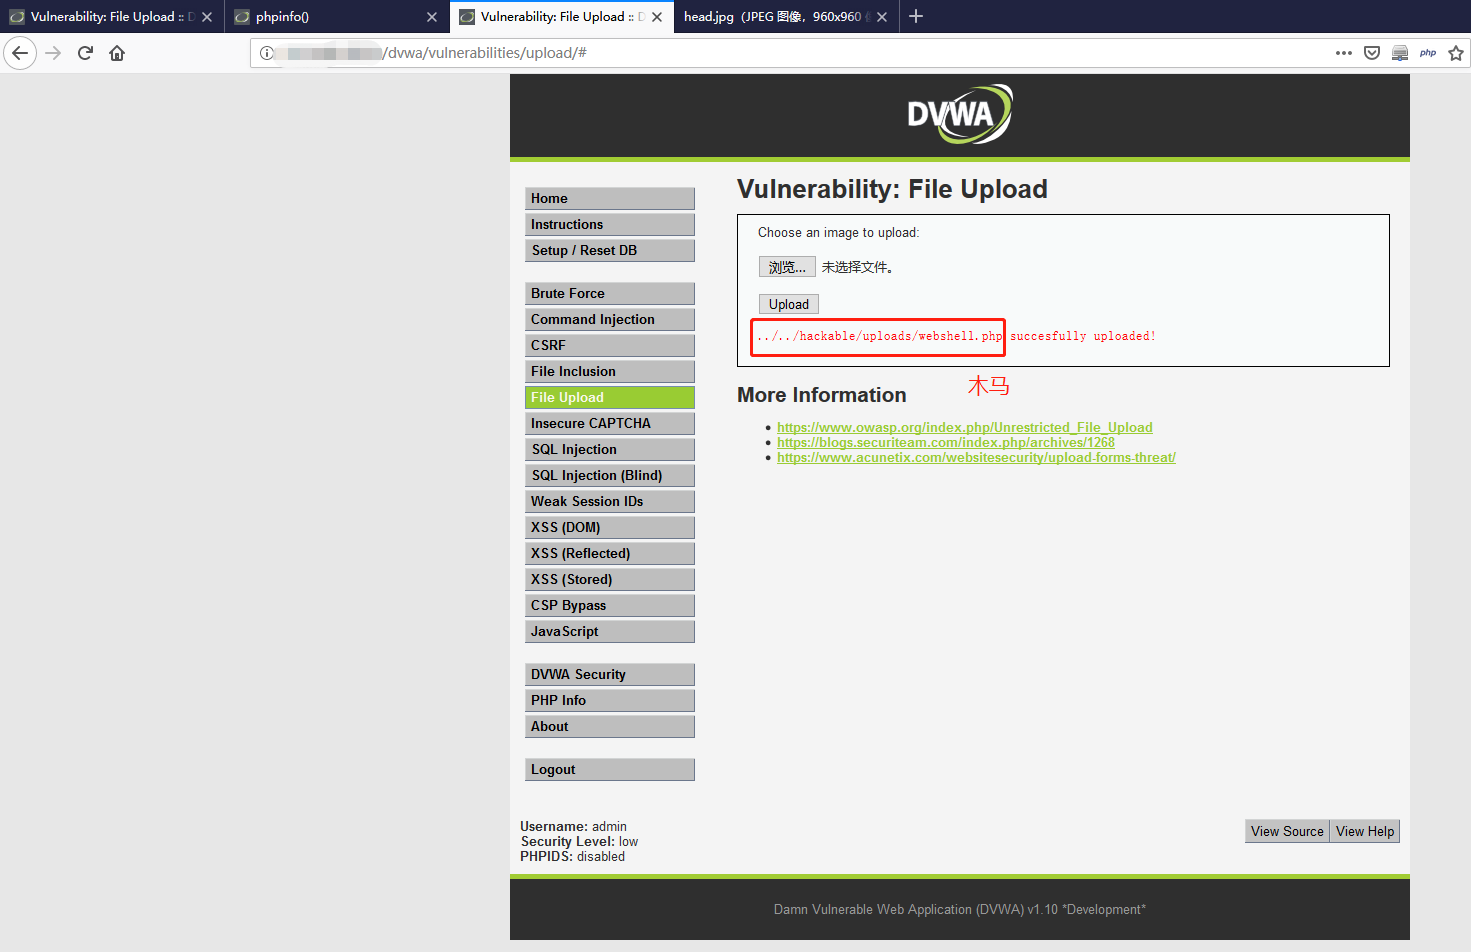 Vulnerability: File Upload :: D
phpinfo()
Vulnerability: File Upload :: D
head.jpg（JPEG 图像，960x960
/dvwa/vulnerabilities/upload/#
php
DVWA
Home
Instructions
Setup / Reset DB
Brute Force
Command Injection
CSRF
File Inclusion
File Upload
Insecure CAPTCHA
SQL Injection
SQL Injection (Blind)
Weak Session IDs
XSS (DOM)
XSS (Reflected)
XSS (Stored)
CSP Bypass
JavaScript
DVWA Security
PHP Info
About
Logout
Vulnerability: File Upload
Choose an image to upload:
浏览... 未选择文件。
Upload
../../hackable/uploads/webshell.php succesfully uploaded!
木马
More Information
https://www.owasp.org/index.php/Unrestricted_File_Upload
https://blogs.securiteam.com/index.php/archives/1268
https://www.acunetix.com/websitesecurity/upload-forms-threat/
Username: admin
Security Level: low
PHPIDS: disabled
View Source View Help
Damn Vulnerable Web Application (DVWA) v1.10 *Development*